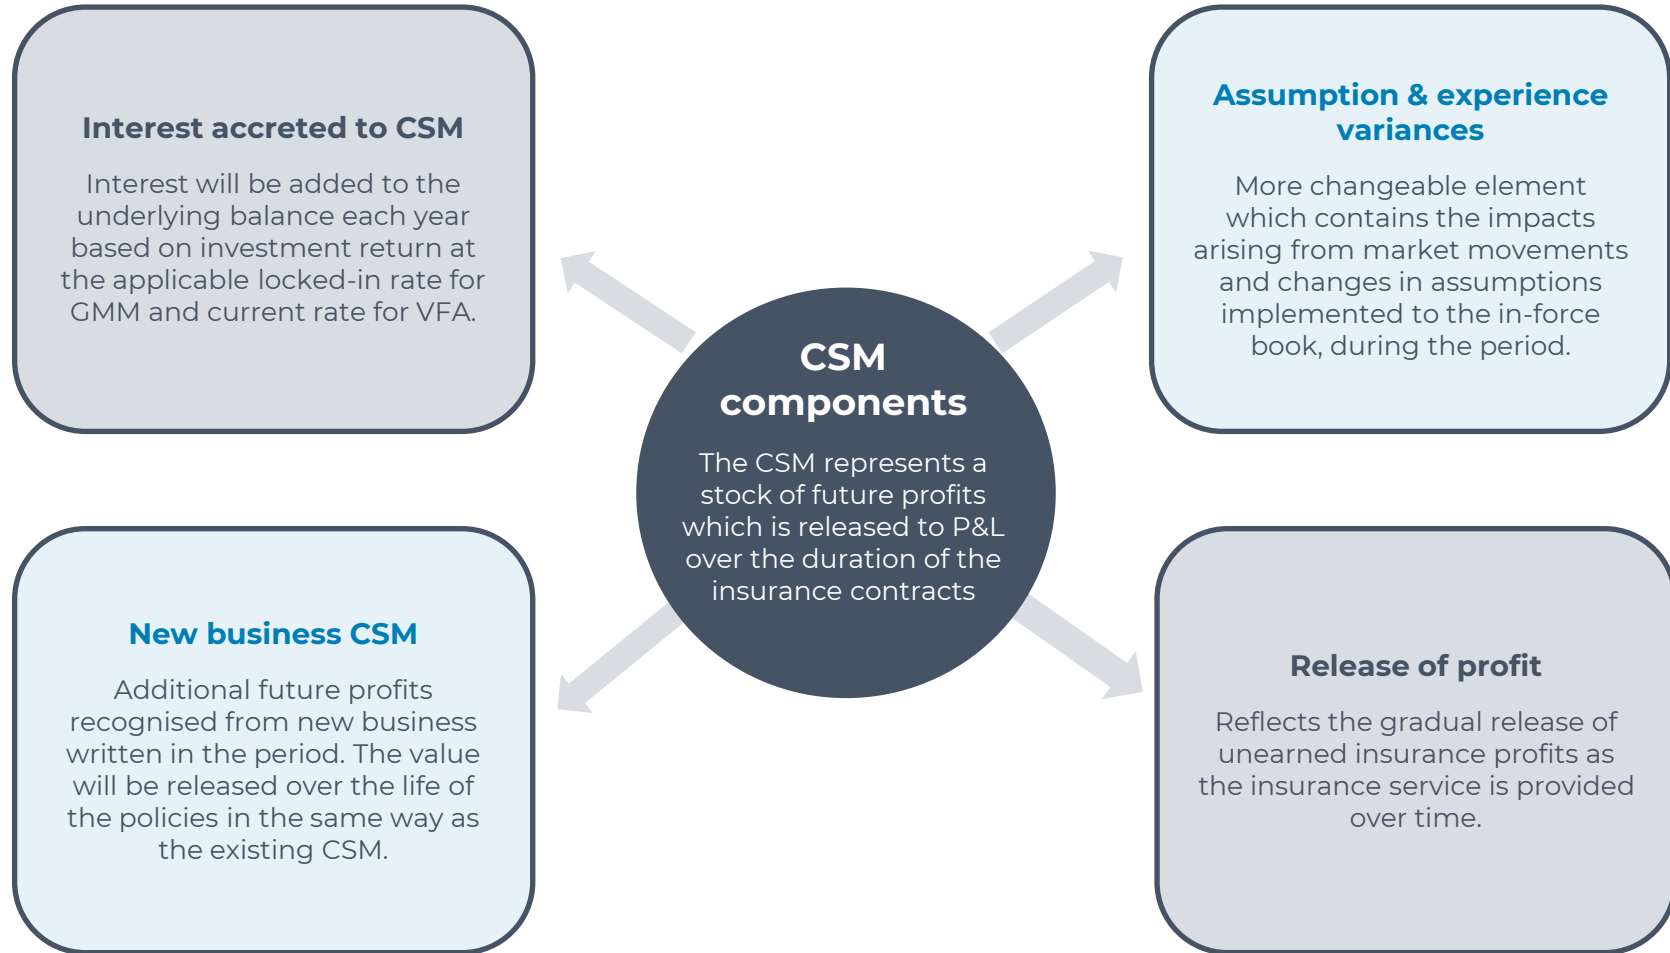 Interest accreted to CSM
Interest will be added to the
underlying balance each year
based on investment return at
the applicable locked-in rate for
GMM and current rate for VFA.
Assumption & experience
variances
More changeable element
which contains the impacts
arising from market movements
and changes in assumptions
implemented to the in-force
book, during the period.
CSM
components
The CSM represents a
stock of future profits
which is released to P&L
over the duration of the
insurance contracts
New business CSM
Additional future profits
recognised from new business
written in the period. The value
will be released over the life of
the policies in the same way as
the existing CSM.
Release of profit
Reflects the gradual release of
unearned insurance profits as
the insurance service is provided
over time.